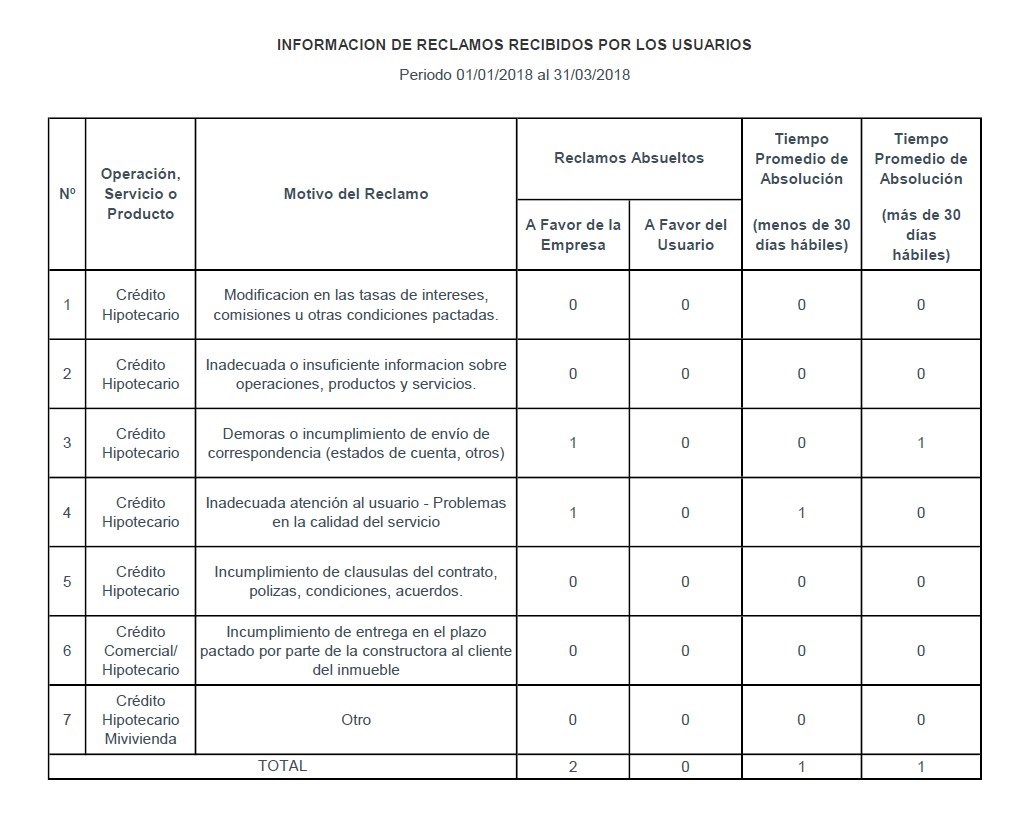 INFORMACION DE RECLAMOS RECIBIDOS POR LOS USUARIOS
Periodo 01/01/2018 al 31/03/2018
Nº
Operación,
Servicio o
Producto
Motivo del Reclamo
Reclamos Absueltos
A Favor de la
Empresa
A Favor del
Usuario
Tiempo
Promedio de
Absolución
(menos de 30
días hábiles)
Tiempo
Promedio de
Absolución
(más de 30
días
hábiles)
1
Crédito
Hipotecario
Modificacion en las tasas de intereses,
comisiones u otras condiciones pactadas.
0
0
0
0
2
Crédito
Hipotecario
Inadecuada o insuficiente informacion sobre
operaciones, productos y servicios.
0
0
0
0
3
Crédito
Hipotecario
Demoras o incumplimiento de envío de
correspondencia (estados de cuenta, otros)
1
0
0
1
4
Crédito
Hipotecario
Inadecuada atención al usuario - Problemas
en la calidad del servicio
1
0
1
0
5
Crédito
Hipotecario
Incumplimiento de clausulas del contrato,
polizas, condiciones, acuerdos.
0
0
0
0
6
Crédito
Comercial/
Hipotecario
Incumplimiento de entrega en el plazo
pactado por parte de la constructora al cliente
del inmueble
0
0
0
0
7
Crédito
Hipotecario
Mivivienda
Otro
0
0
0
0
TOTAL
2
0
1
1